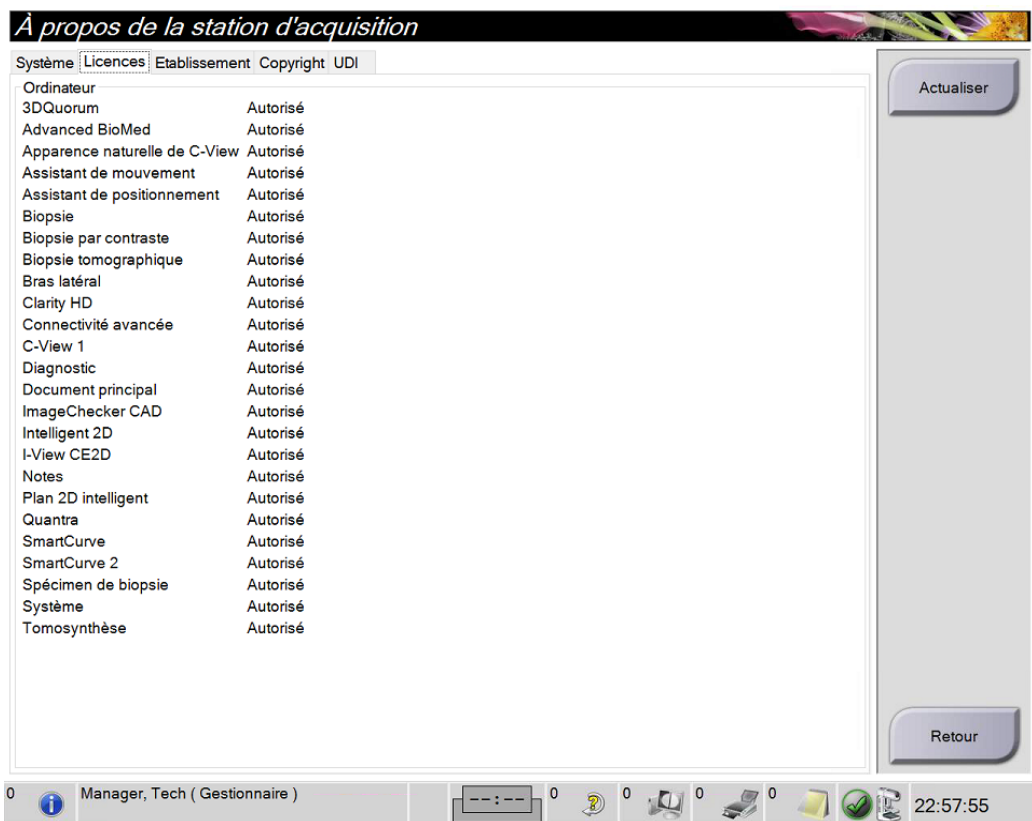 À propos de la station d'acquisition
Système Licences Etablissement Copyright UDI
Ordinateur
3DQuorum Autorisé
Advanced BioMed Autorisé
Apparence naturelle de C-View Autorisé
Assistant de mouvement Autorisé
Assistant de positionnement Autorisé
Biopsie Autorisé
Biopsie par contraste Autorisé
Biopsie tomographique Autorisé
Bras latéral Autorisé
Clarity HD Autorisé
Connectivité avancée Autorisé
C-View 1 Autorisé
Diagnostic Autorisé
Document principal Autorisé
ImageChecker CAD Autorisé
Intelligent 2D Autorisé
I-View CE2D Autorisé
Notes Autorisé
Plan 2D intelligent Autorisé
Quantra Autorisé
SmartCurve Autorisé
SmartCurve 2 Autorisé
Spécimen de biopsie Autorisé
Système Autorisé
Tomosynthèse Autorisé
Actualiser
Retour
0 Manager, Tech ( Gestionnaire ) --:-- 0 0 0 0 22:57:55